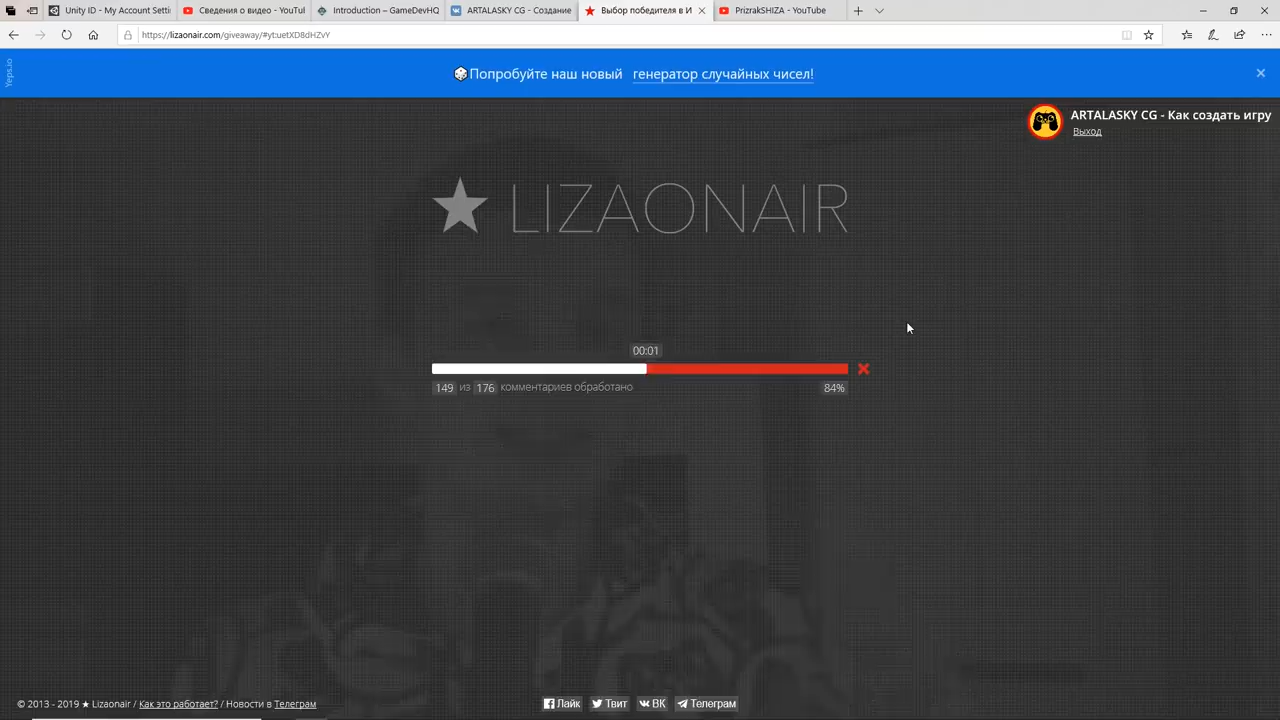 Unity ID - My Account Setti
Сведения о видео - YouTul
Introduction – GameDevHQ
ARTALASKY CG - Создание
Выбор победителя в И
PrizrakSHIZA - YouTube
https://lizaonair.com/giveaway/#yt:uetXD8dHZvY
Yeps.io
Попробуйте наш новый генератор случайных чисел!
ARTALASKY CG - Как создать игру
Выход
★ LIZAONAIR
00:01
149 из 176 комментариев обработано 84%
© 2013 - 2019 ★ Lizaonair / Как это работает? / Новости в Телеграм
Лайк Твит ВК Телеграм